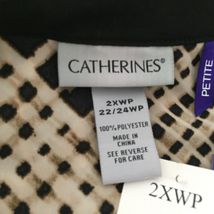 CATHERINES®
PETITE
2XWP
22/24WP
100% POLYESTER
MADE IN
CHINA
SEE REVERSE
FOR CARE
C
2XWP